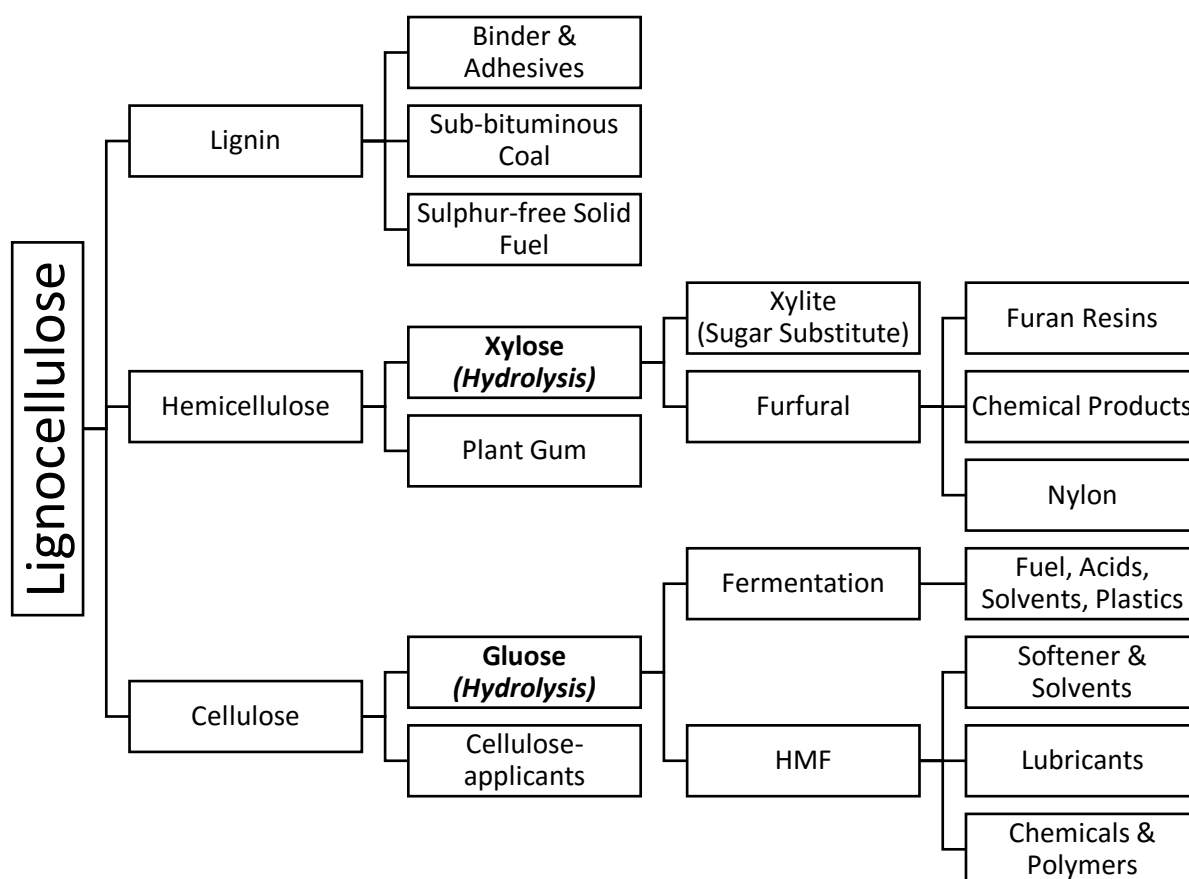 Lignocellulose
Lignin
Binder &
Adhesives
Sub-bituminous
Coal
Sulphur-free Solid
Fuel
Hemicellulose
Xylose
(Hydrolysis)
Xylite
(Sugar Substitute)
Furfural
Furan Resins
Chemical Products
Nylon
Plant Gum
Cellulose
Gluose
(Hydrolysis)
Fermentation
Fuel, Acids,
Solvents, Plastics
HMF
Softener &
Solvents
Lubricants
Chemicals &
Polymers
Cellulose-
applicants